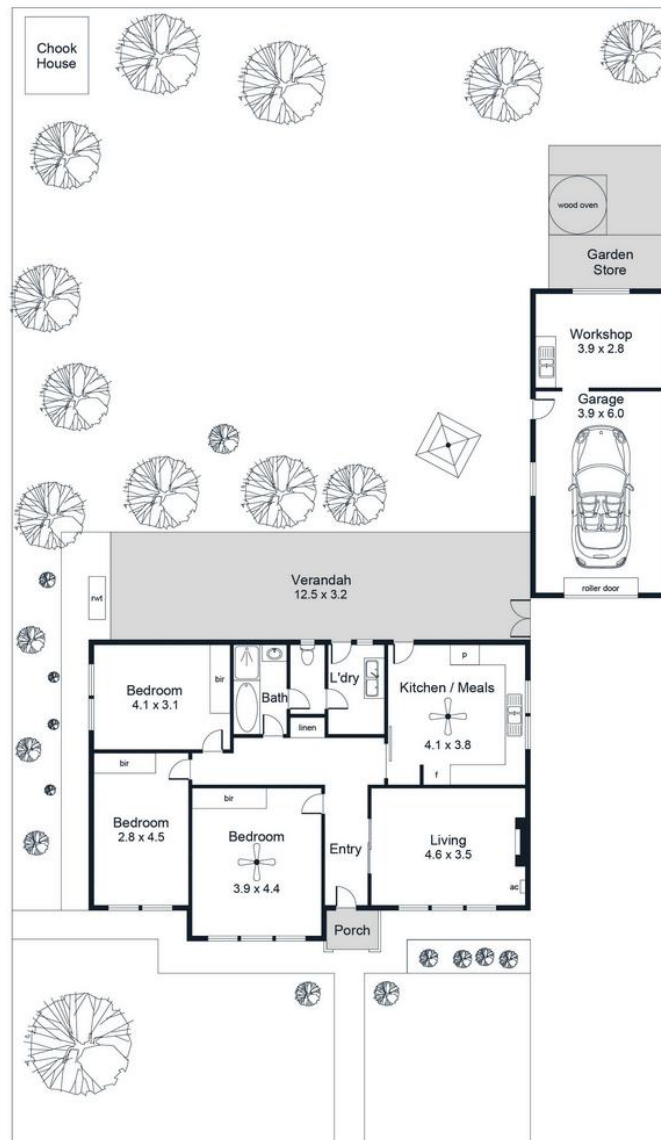 Chook
House
wood oven
Garden
Store
Workshop
3.9 x 2.8
Garage
3.9 x 6.0
roller door
Verandah
12.5 x 3.2
rwt
Bedroom
4.1 x 3.1
bir
Bath
L'dry
linen
Kitchen / Meals
4.1 x 3.8
p
f
bir
Bedroom
2.8 x 4.5
bir
Bedroom
3.9 x 4.4
Entry
Living
4.6 x 3.5
ac
Porch